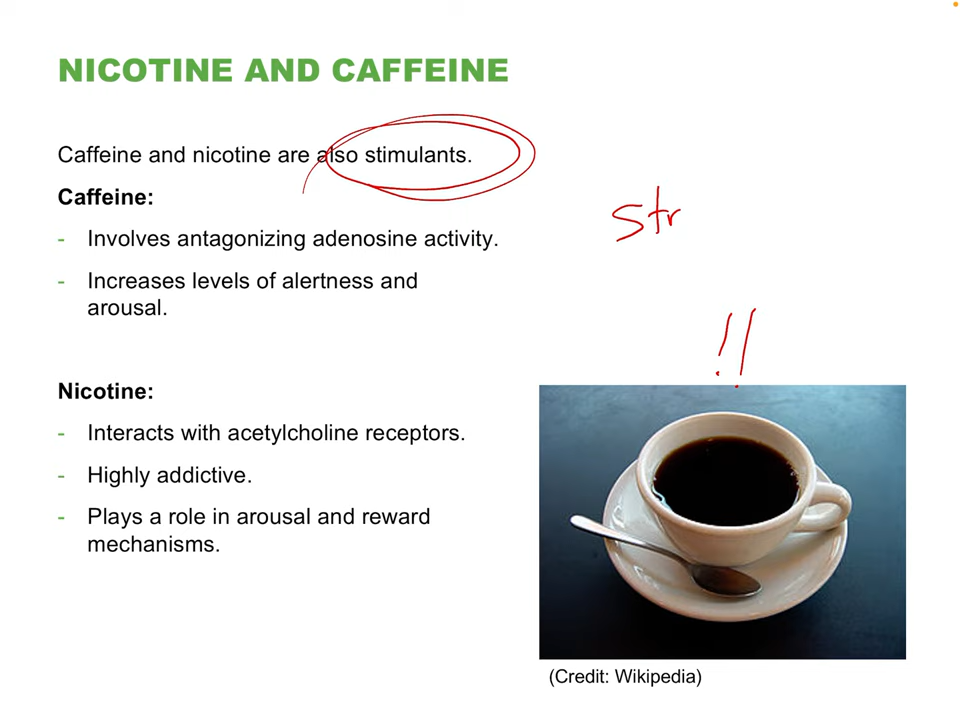 NICOTINE AND CAFFEINE
Caffeine and nicotine are also stimulants.
Caffeine:
- Involves antagonizing adenosine activity.
- Increases levels of alertness and
arousal.
str
!!
Nicotine:
- Interacts with acetylcholine receptors.
- Highly addictive.
- Plays a role in arousal and reward
mechanisms.
(Credit: Wikipedia)